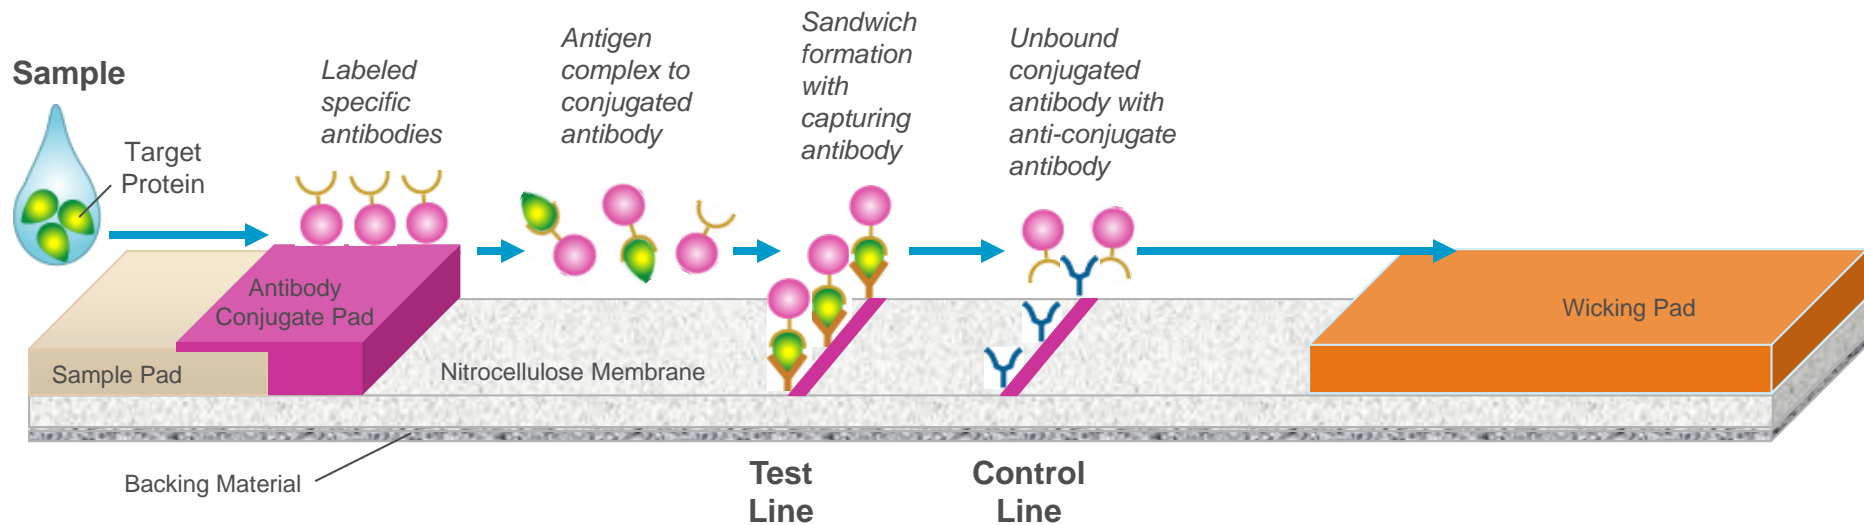 Sample
Target
Protein
Labeled
specific
antibodies
Antigen
complex to
conjugated
antibody
Sandwich
formation
with
capturing
antibody
Unbound
conjugated
antibody with
anti-conjugate
antibody
Antibody
Conjugate Pad
Sample Pad
Nitrocellulose Membrane
Wicking Pad
Backing Material
Test
Line
Control
Line